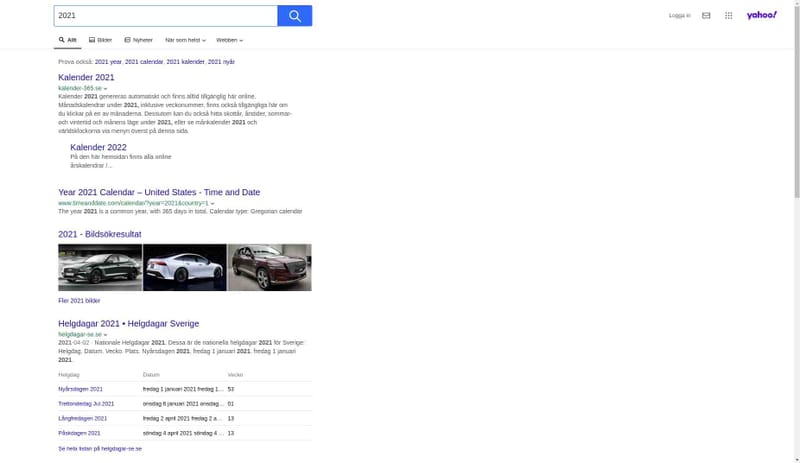 2021
Logga in
yahoo!
Allt
Bilder
Nyheter
När som helst
Webben
Prova också: 2021 year, 2021 calendar, 2021 kalender, 2021 nyår
Kalender 2021
kalender-365.se
Kalender 2021 genereras automatiskt och finns alltid tillgänglig här online.
Månadskalendrar under 2021, inklusive veckonummer, finns också tillgängliga här om
du klickar på en av månaderna. Dessutom kan du också hitta skottår, årstider, sommar-
och vintertid och månens läge under 2021, eller se månkalender 2021 och
världsklockorna via menyn överst på denna sida.
Kalender 2022
På den här hemsidan finns alla online
årskalendrar /...
Year 2021 Calendar – United States - Time and Date
www.timeanddate.com/calendar/?year=2021&country=1
The year 2021 is a common year, with 365 days in total. Calendar type: Gregorian calendar
2021 - Bildsökresultat
Fler 2021 bilder
Helgdagar 2021 • Helgdagar Sverige
helgdagar-se.se
2021-04-02 · Nationale Helgdagar 2021. Dessa är de nationella helgdagar 2021 för Sverige:
Helgdag. Datum. Vecko. Plats. Nyårsdagen 2021, fredag 1 januari 2021. fredag 1 januari
2021.
Helgdag Datum Vecko
Nyårsdagen 2021 fredag 1 januari 2021 fredag 1... 53
Trettondedag Jul 2021 onsdag 6 januari 2021 onsdag... 01
Långfredagen 2021 fredag 2 april 2021 fredag 2 a... 13
Påskdagen 2021 söndag 4 april 2021 söndag 4 ... 13
Se hela listan på helgdagar-se.se